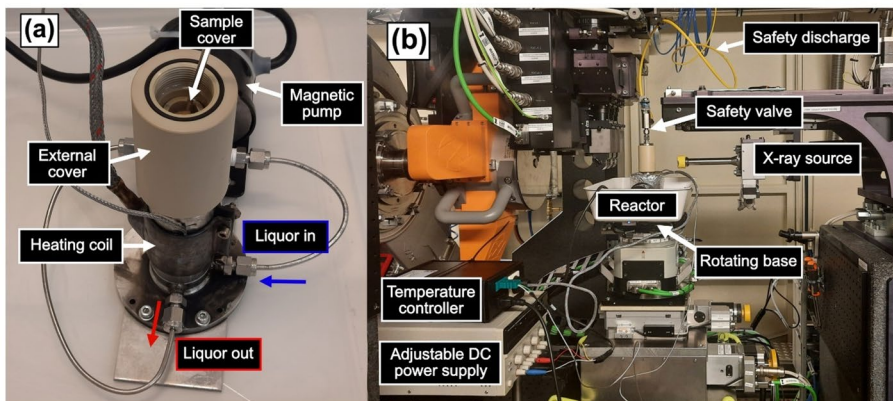 (a)
Sample
cover
Magnetic
pump
External
cover
Heating coil
Liquor in
Liquor out
(b)
Safety discharge
Safety valve
X-ray source
Reactor
Rotating base
Temperature
controller
Adjustable DC
power supply